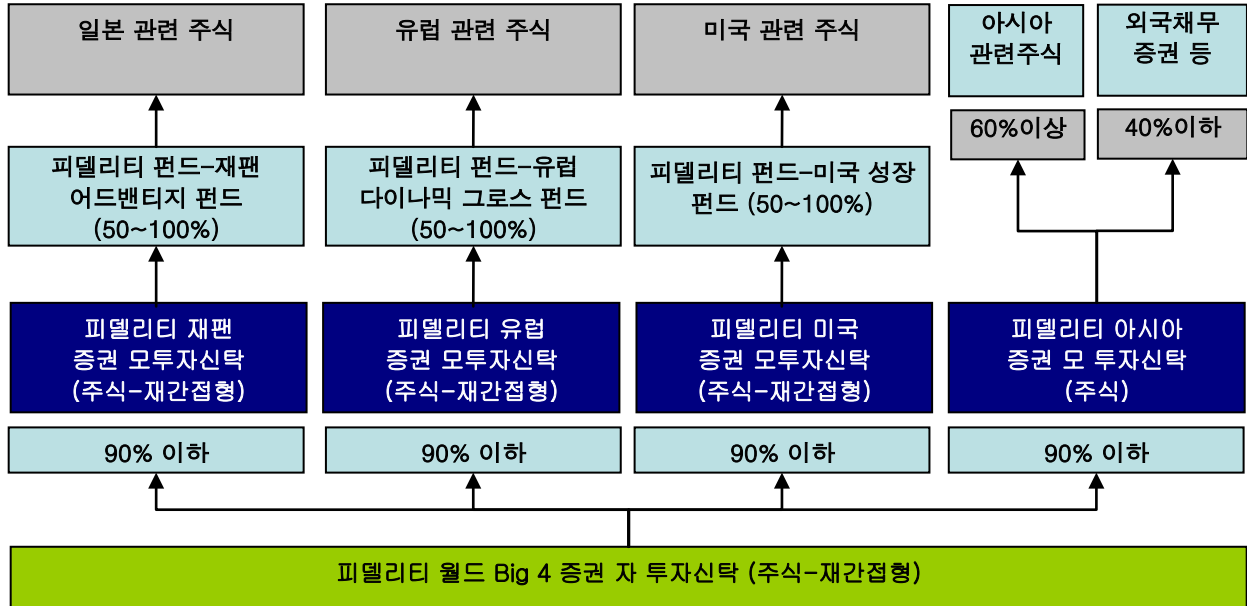 일본 관련 주식
유럽 관련 주식
미국 관련 주식
아시아
관련주식
외국채무
증권 등
60%이상
40%이하
피델리티 펀드-재팬
어드밴티지 펀드
(50~100%)
피델리티 펀드-유럽
다이나믹 그로스 펀드
(50~100%)
피델리티 펀드-미국 성장
펀드 (50~100%)
피델리티 재팬
증권 모투자신탁
(주식-재간접형)
피델리티 유럽
증권 모투자신탁
(주식-재간접형)
피델리티 미국
증권 모투자신탁
(주식-재간접형)
피델리티 아시아
증권 모 투자신탁
(주식)
90% 이하
90% 이하
90% 이하
90% 이하
피델리티 월드 Big 4 증권 자 투자신탁 (주식-재간접형)